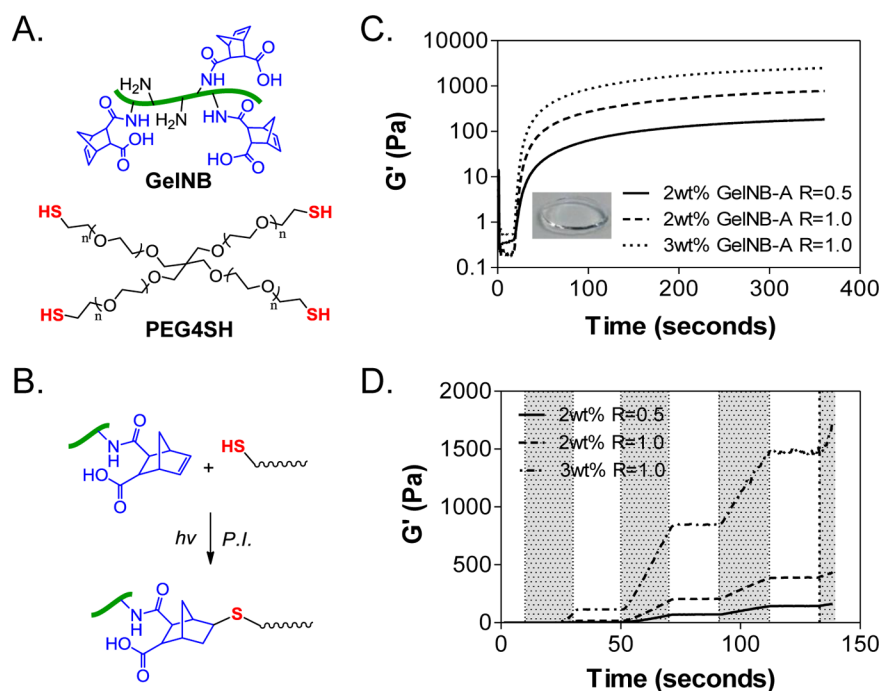 A.
O
O
OH
NH
H₂N
O
NH
H₂N
NH
O
OH
O
HO
O
GelNB
HS
n
O
O
O
n
SH
O
O
O
O
HS
n
O
O
O
n
SH
PEG4SH
B.
O
N
H
HO
O
+
HS
hv
P.I.
O
N
H
HO
O
S
C.
G' (Pa)
10000
1000
100
10
1
0.1
2wt% GelNB-A R=0.5
2wt% GelNB-A R=1.0
3wt% GelNB-A R=1.0
0 100 200 300 400
Time (seconds)
D.
G' (Pa)
2000
1500
1000
500
0
2wt% R=0.5
2wt% R=1.0
3wt% R=1.0
0 50 100 150
Time (seconds)